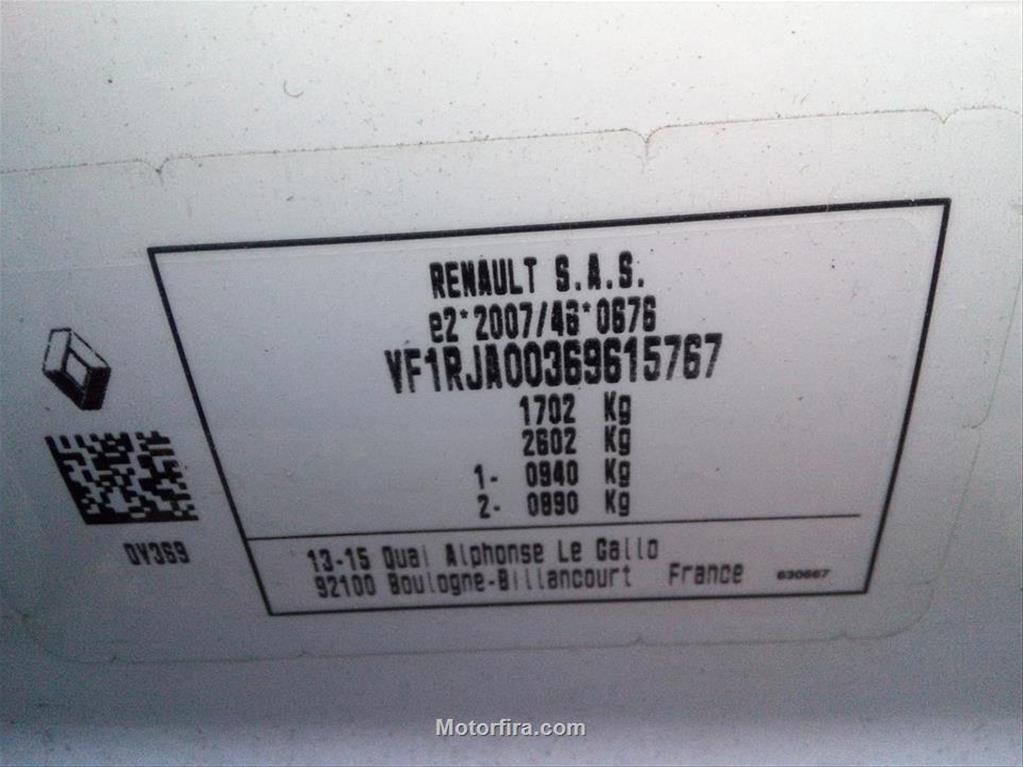 RENAULT S.A.S.
e2*2007/46*0676
VF1RJA00369615767
1702 Kg
2602 Kg
1- 0940 Kg
2- 0890 Kg
0V369
13-15 Quai Alphonse Le Gallo
92100 Boulogne-Billancourt France 630667
Motorfira.com